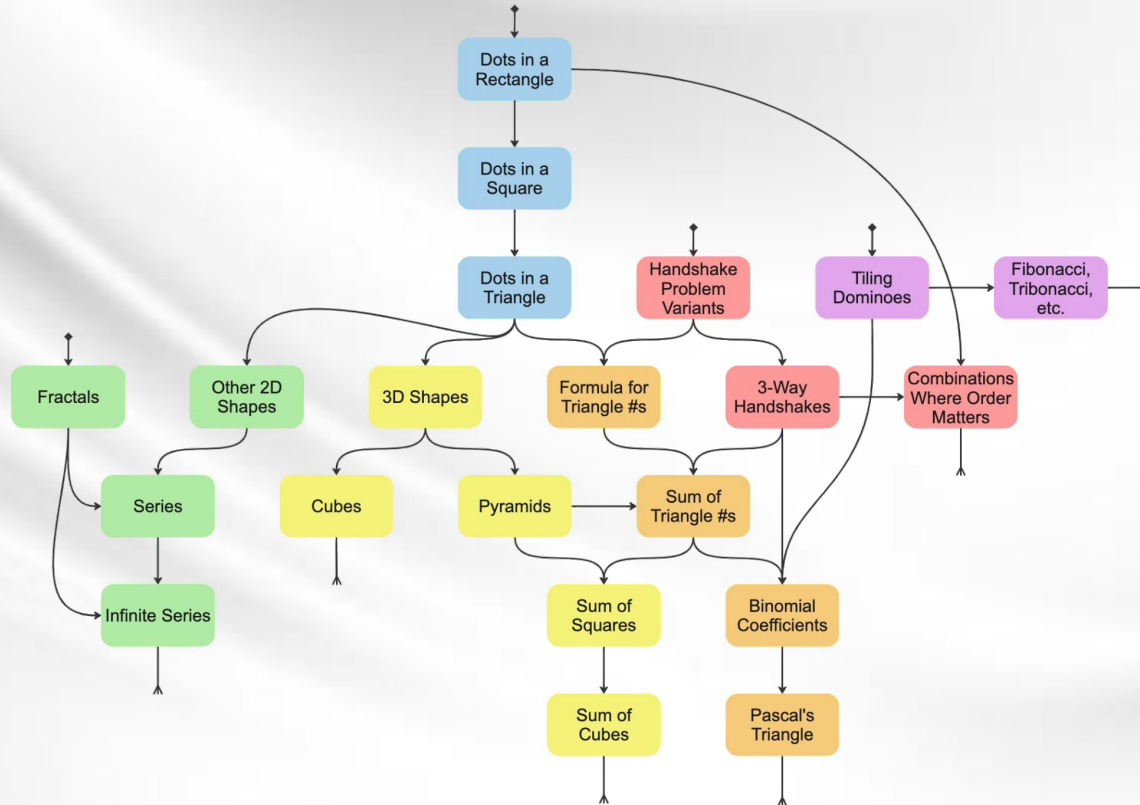 Dots in a
Rectangle
Dots in a
Square
Dots in a
Triangle
Handshake
Problem
Variants
Tiling
Dominoes
Fibonacci,
Tribonacci,
etc.
Fractals
Other 2D
Shapes
3D Shapes
Formula for
Triangle #s
3-Way
Handshakes
Combinations
Where Order
Matters
Series
Cubes
Pyramids
Sum of
Triangle #s
Infinite Series
Sum of
Squares
Binomial
Coefficients
Sum of
Cubes
Pascal's
Triangle